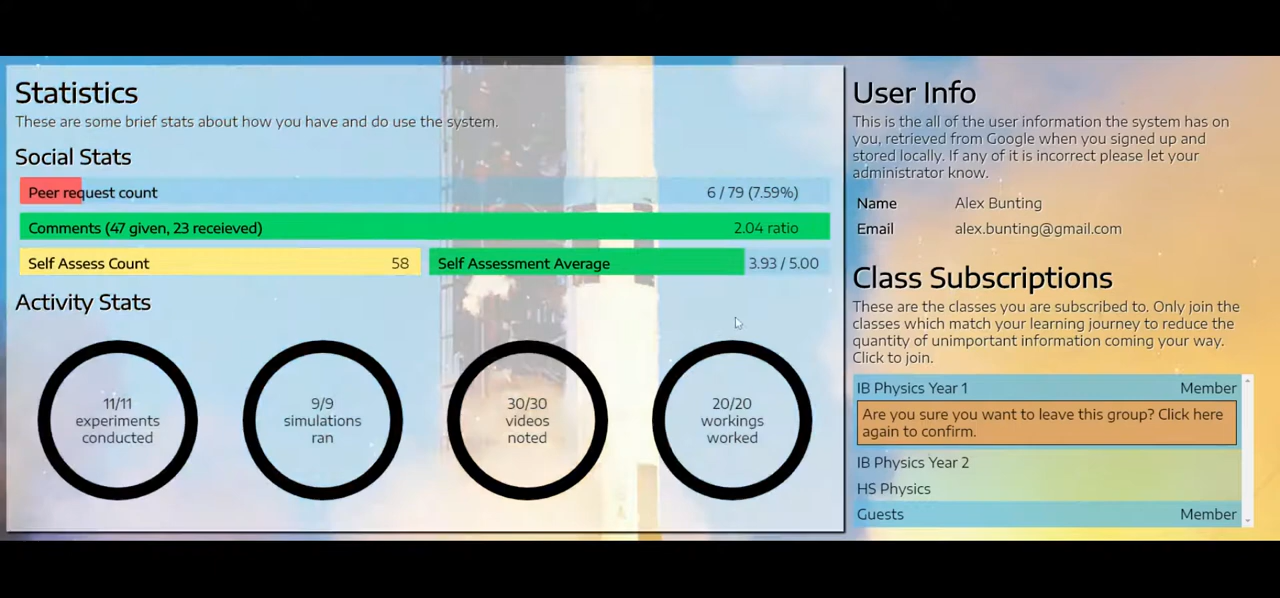 Statistics
These are some brief stats about how you have and do use the system.
Social Stats
Peer request count 6 / 79 (7.59%)
Comments (47 given, 23 receieved) 2.04 ratio
Self Assess Count 58 Self Assessment Average 3.93 / 5.00
Activity Stats
11/11
experiments
conducted
9/9
simulations
ran
30/30
videos
noted
20/20
workings
worked
User Info
This is the all of the user information the system has on
you, retrieved from Google when you signed up and
stored locally. If any of it is incorrect please let your
administrator know.
Name Alex Bunting
Email alex.bunting@gmail.com
Class Subscriptions
These are the classes you are subscribed to. Only join the
classes which match your learning journey to reduce the
quantity of unimportant information coming your way.
Click to join.
IB Physics Year 1 Member
Are you sure you want to leave this group? Click here
again to confirm.
IB Physics Year 2
HS Physics
Guests Member